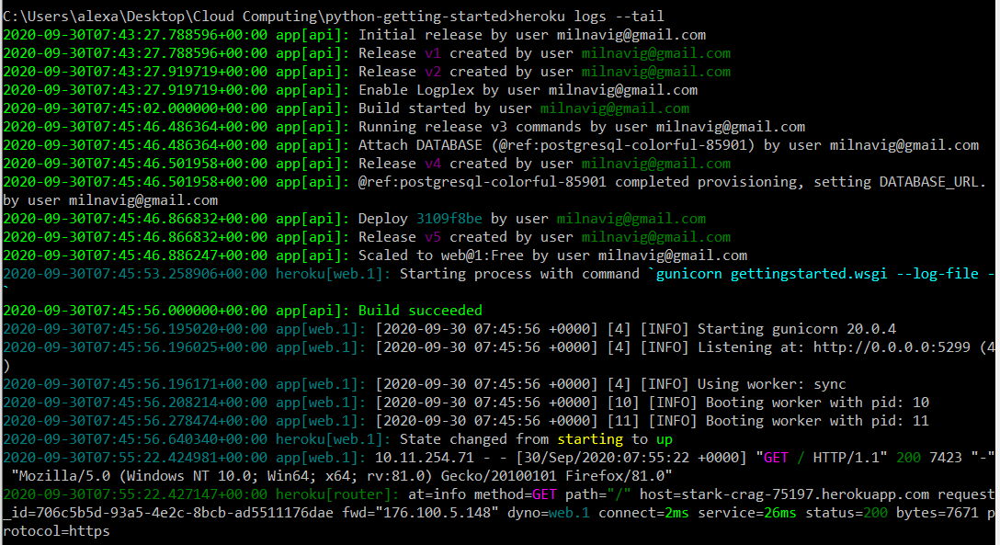 C:\Users\alexa\Desktop\Cloud Computing\python-getting-started>heroku logs --tail
2020-09-30T07:43:27.788596+00:00 app[api]: Initial release by user milnavig@gmail.com
2020-09-30T07:43:27.788596+00:00 app[api]: Release v1 created by user milnavig@gmail.com
2020-09-30T07:43:27.919719+00:00 app[api]: Release v2 created by user milnavig@gmail.com
2020-09-30T07:43:27.919719+00:00 app[api]: Enable Logplex by user milnavig@gmail.com
2020-09-30T07:45:02.000000+00:00 app[api]: Build started by user milnavig@gmail.com
2020-09-30T07:45:46.486364+00:00 app[api]: Running release v3 commands by user milnavig@gmail.com
2020-09-30T07:45:46.486364+00:00 app[api]: Attach DATABASE (@ref:postgresql-colorful-85901) by user milnavig@gmail.com
2020-09-30T07:45:46.501958+00:00 app[api]: Release v4 created by user milnavig@gmail.com
2020-09-30T07:45:46.501958+00:00 app[api]: @ref:postgresql-colorful-85901 completed provisioning, setting DATABASE_URL.
by user milnavig@gmail.com
2020-09-30T07:45:46.866832+00:00 app[api]: Deploy 3109f8be by user milnavig@gmail.com
2020-09-30T07:45:46.866832+00:00 app[api]: Release v5 created by user milnavig@gmail.com
2020-09-30T07:45:46.886247+00:00 app[api]: Scaled to web@1:Free by user milnavig@gmail.com
2020-09-30T07:45:53.258906+00:00 heroku[web.1]: Starting process with command `gunicorn gettingstarted.wsgi --log-file -
`
2020-09-30T07:45:56.000000+00:00 app[api]: Build succeeded
2020-09-30T07:45:56.195020+00:00 app[web.1]: [2020-09-30 07:45:56 +0000] [4] [INFO] Starting gunicorn 20.0.4
2020-09-30T07:45:56.196025+00:00 app[web.1]: [2020-09-30 07:45:56 +0000] [4] [INFO] Listening at: http://0.0.0.0:5299 (4
)
2020-09-30T07:45:56.196171+00:00 app[web.1]: [2020-09-30 07:45:56 +0000] [4] [INFO] Using worker: sync
2020-09-30T07:45:56.208214+00:00 app[web.1]: [2020-09-30 07:45:56 +0000] [10] [INFO] Booting worker with pid: 10
2020-09-30T07:45:56.278474+00:00 app[web.1]: [2020-09-30 07:45:56 +0000] [11] [INFO] Booting worker with pid: 11
2020-09-30T07:45:56.640340+00:00 heroku[web.1]: State changed from starting to up
2020-09-30T07:55:22.424981+00:00 app[web.1]: 10.11.254.71 - - [30/Sep/2020:07:55:22 +0000] "GET / HTTP/1.1" 200 7423 "-"
"Mozilla/5.0 (Windows NT 10.0; Win64; x64; rv:81.0) Gecko/20100101 Firefox/81.0"
2020-09-30T07:55:22.427147+00:00 heroku[router]: at=info method=GET path="/" host=stark-crag-75197.herokuapp.com request
_id=706c5b5d-93a5-4e2c-8bcb-ad5511176dae fwd="176.100.5.148" dyno=web.1 connect=2ms service=26ms status=200 bytes=7671 p
rotocol=https